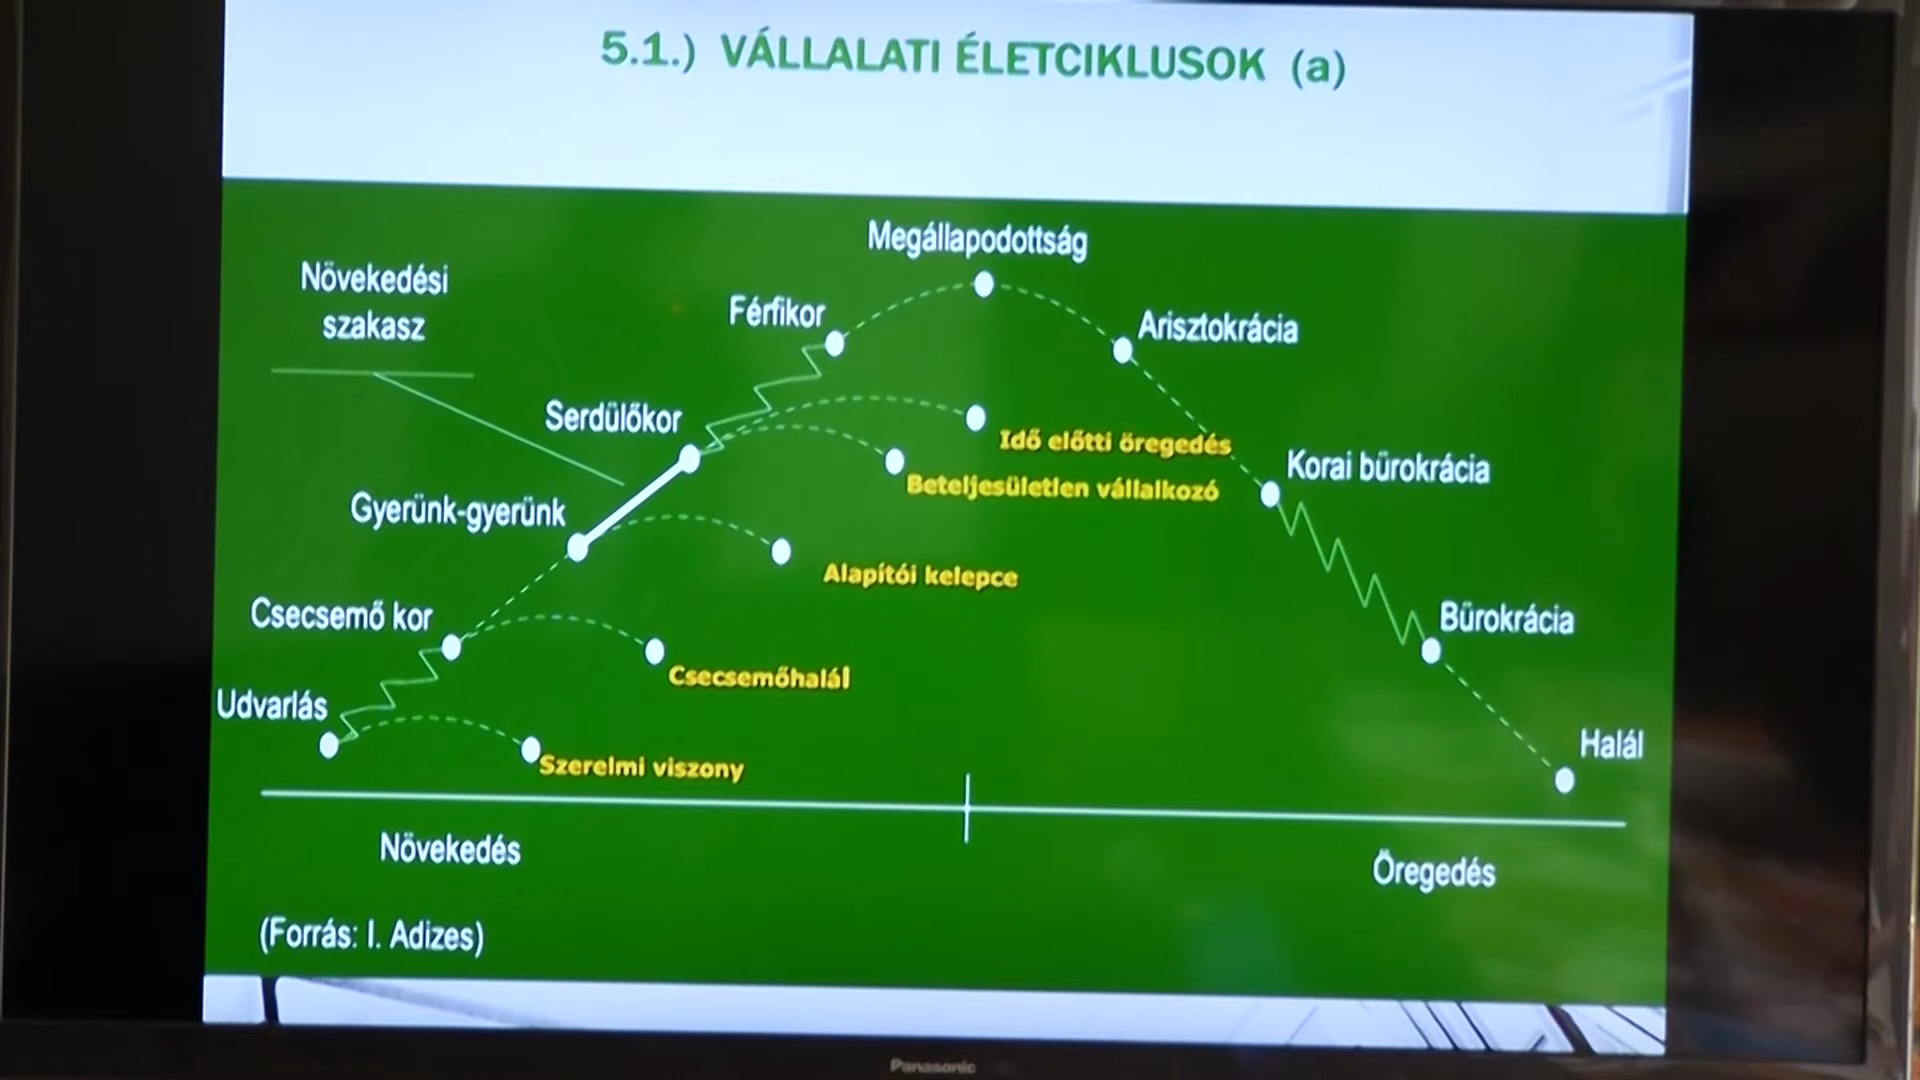 5.1.) VÁLLALATI ÉLETCIKLUSOK (a)
Megállapodottság
Növekedési
szakasz
Férfikor
Arisztokrácia
Serdülőkor
Idő előtti öregedés
Korai bürokrácia
Beteljesületlen vállalkozó
Gyerünk-gyerünk
Alapítói kelepce
Csecsemő kor
Bürokrácia
Csecsemőhalál
Udvarlás
Szerelmi viszony
Halál
Növekedés
Öregedés
(Forrás: I. Adizes)
Panasonic